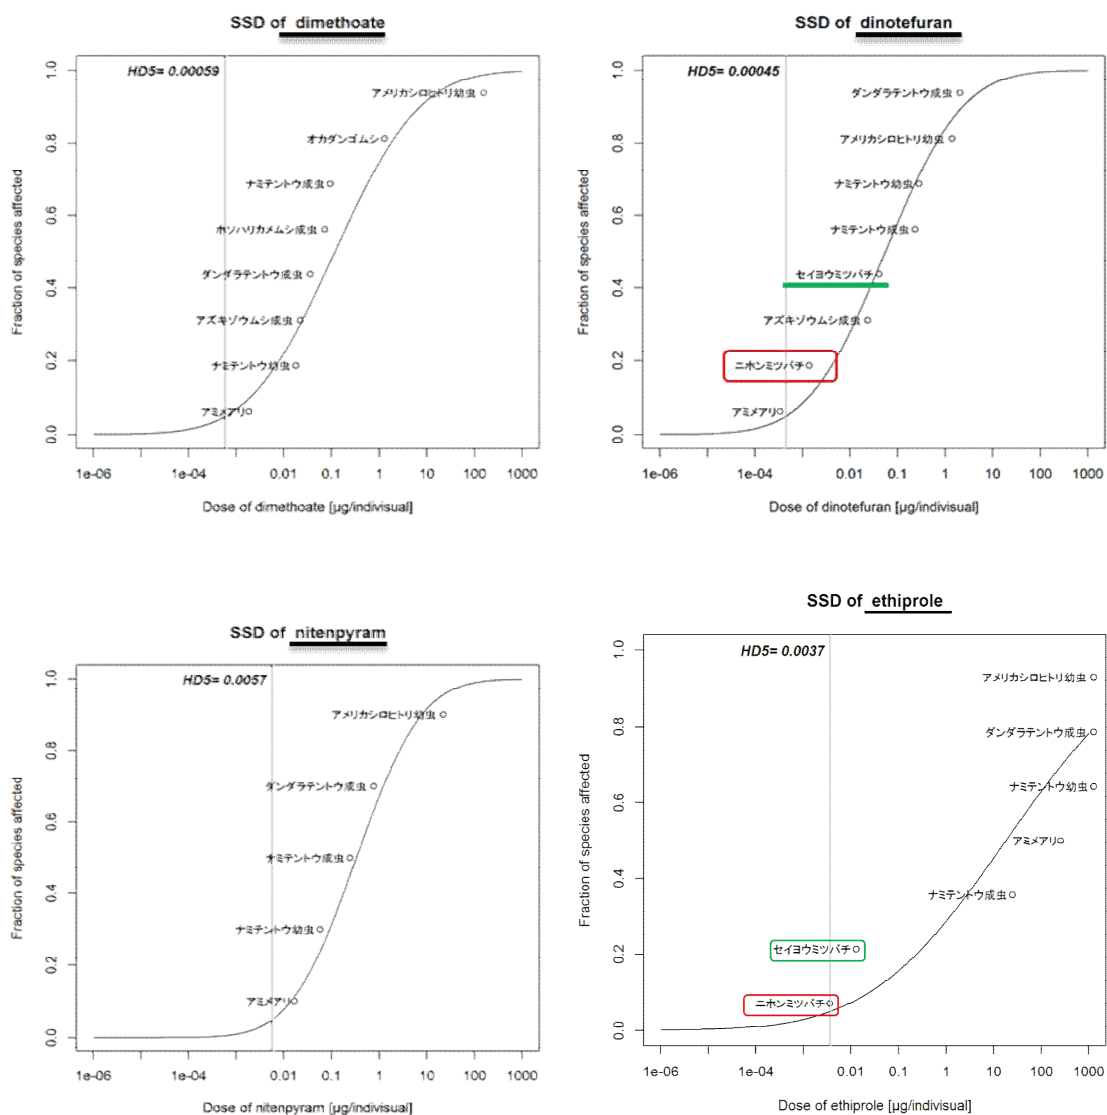 SSD of dimethoate
HD5= 0.00059
アメリカシロヒトリ幼虫
オカダンゴムシ
ナミテントウ成虫
ホソハリカメムシ成虫
ダンダラテントウ成虫
アズキゾウムシ成虫
ナミテントウ幼虫
アミメアリ
Fraction of species affected
0.0 0.2 0.4 0.6 0.8 1.0
1e-06 1e-04 0.01 0.1 1 10 100 1000
Dose of dimethoate [µg/indivisual]
SSD of dinotefuran
HD5= 0.00045
ダンダラテントウ成虫
アメリカシロヒトリ幼虫
ナミテントウ幼虫
ナミテントウ成虫
セイヨウミツバチ
アズキゾウムシ成虫
ニホンミツバチ
アミメアリ
Fraction of species affected
0.0 0.2 0.4 0.6 0.8 1.0
1e-06 1e-04 0.01 0.1 1 10 100 1000
Dose of dinotefuran [µg/indivisual]
SSD of nitenpyram
HD5= 0.0057
アメリカシロヒトリ幼虫
ダンダラテントウ成虫
ナミテントウ成虫
ナミテントウ幼虫
アミメアリ
Fraction of species affected
0.0 0.2 0.4 0.6 0.8 1.0
1e-06 1e-04 0.01 0.1 1 10 100 1000
Dose of nitenpyram [µg/indivisual]
SSD of ethiprole
HD5= 0.0037
アメリカシロヒトリ幼虫
ダンダラテントウ成虫
ナミテントウ幼虫
アミメアリ
ナミテントウ成虫
セイヨウミツバチ
ニホンミツバチ
Fraction of species affected
0.0 0.2 0.4 0.6 0.8 1.0
1e-06 1e-04 0.01 0.1 1 10 100 1000
Dose of ethiprole [µg/indivisual]